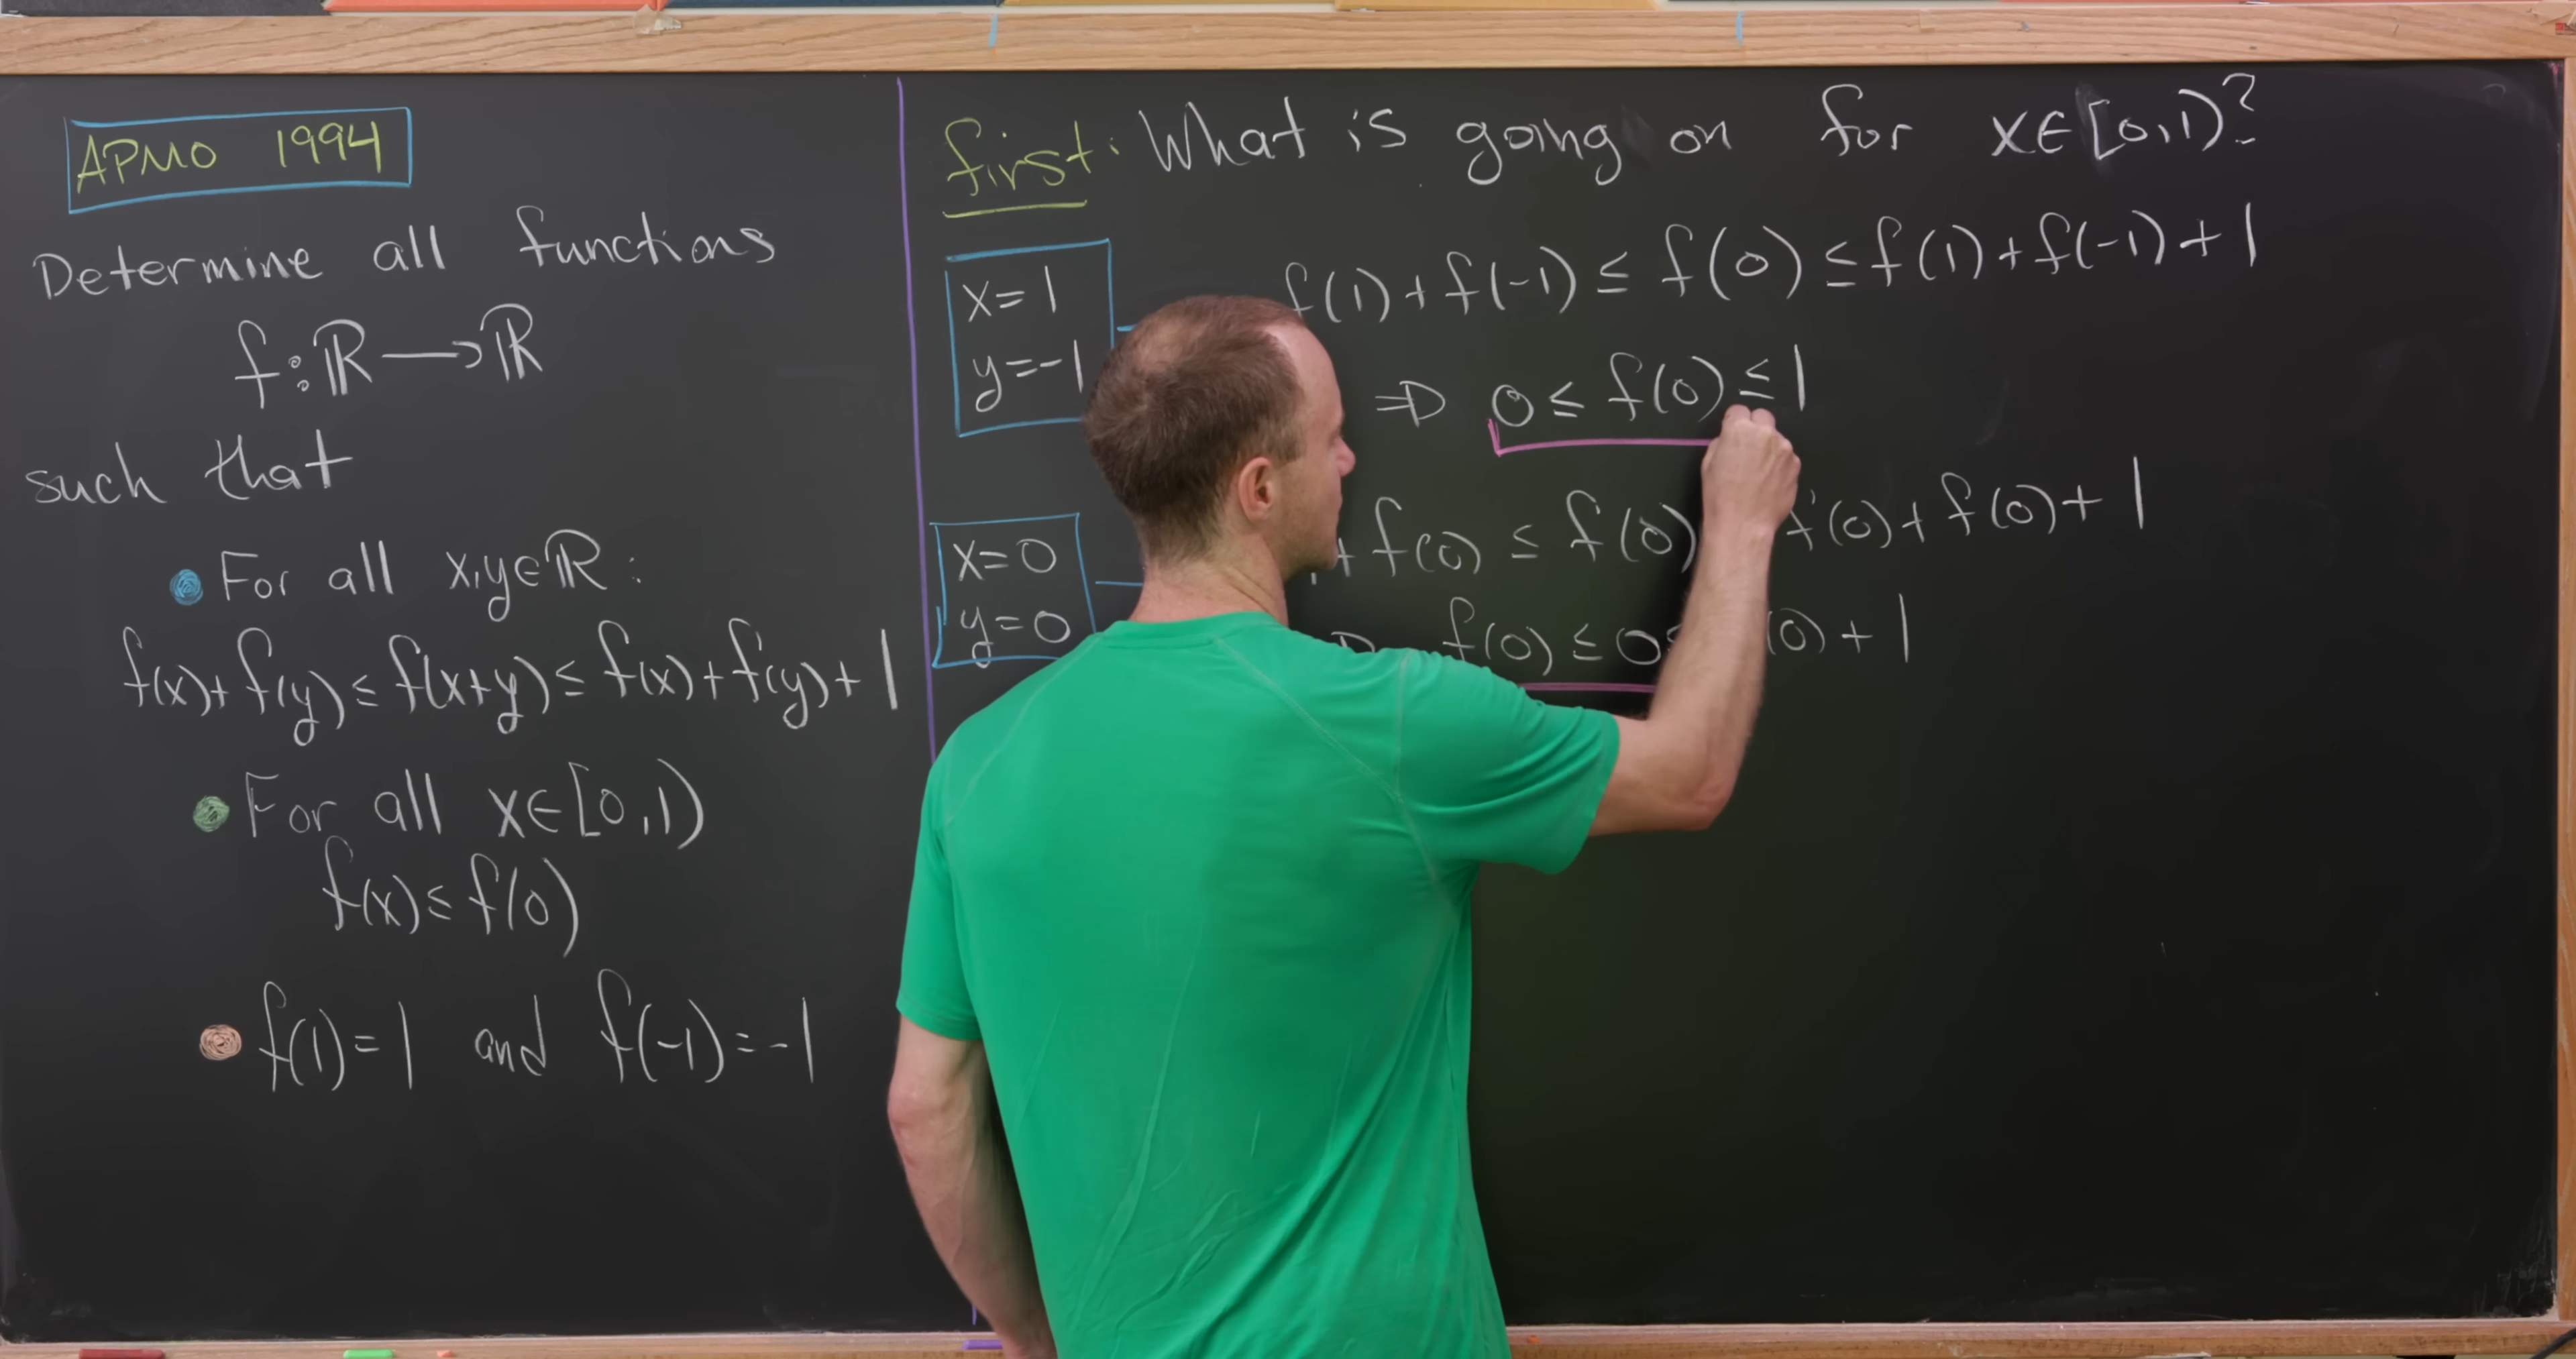 APMO 1994
Determine all functions
f:ℝ⟶ℝ
such that
• For all x,y∈ℝ:
f(x)+f(y)≤f(x+y)≤f(x)+f(y)+1
• For all x∈[0,1)
f(x)≤f(0)
• f(1)=1 and f(-1)=-1
first: What is going on for x∈[0,1)?
x=1
y=-1
f(1)+f(-1)≤f(0)≤f(1)+f(-1)+1
⇒ 0≤f(0)≤1
x=0
y=0
+f(0)≤f(0) f(0)+f(0)+1
f(0)≤0≤ (0)+1